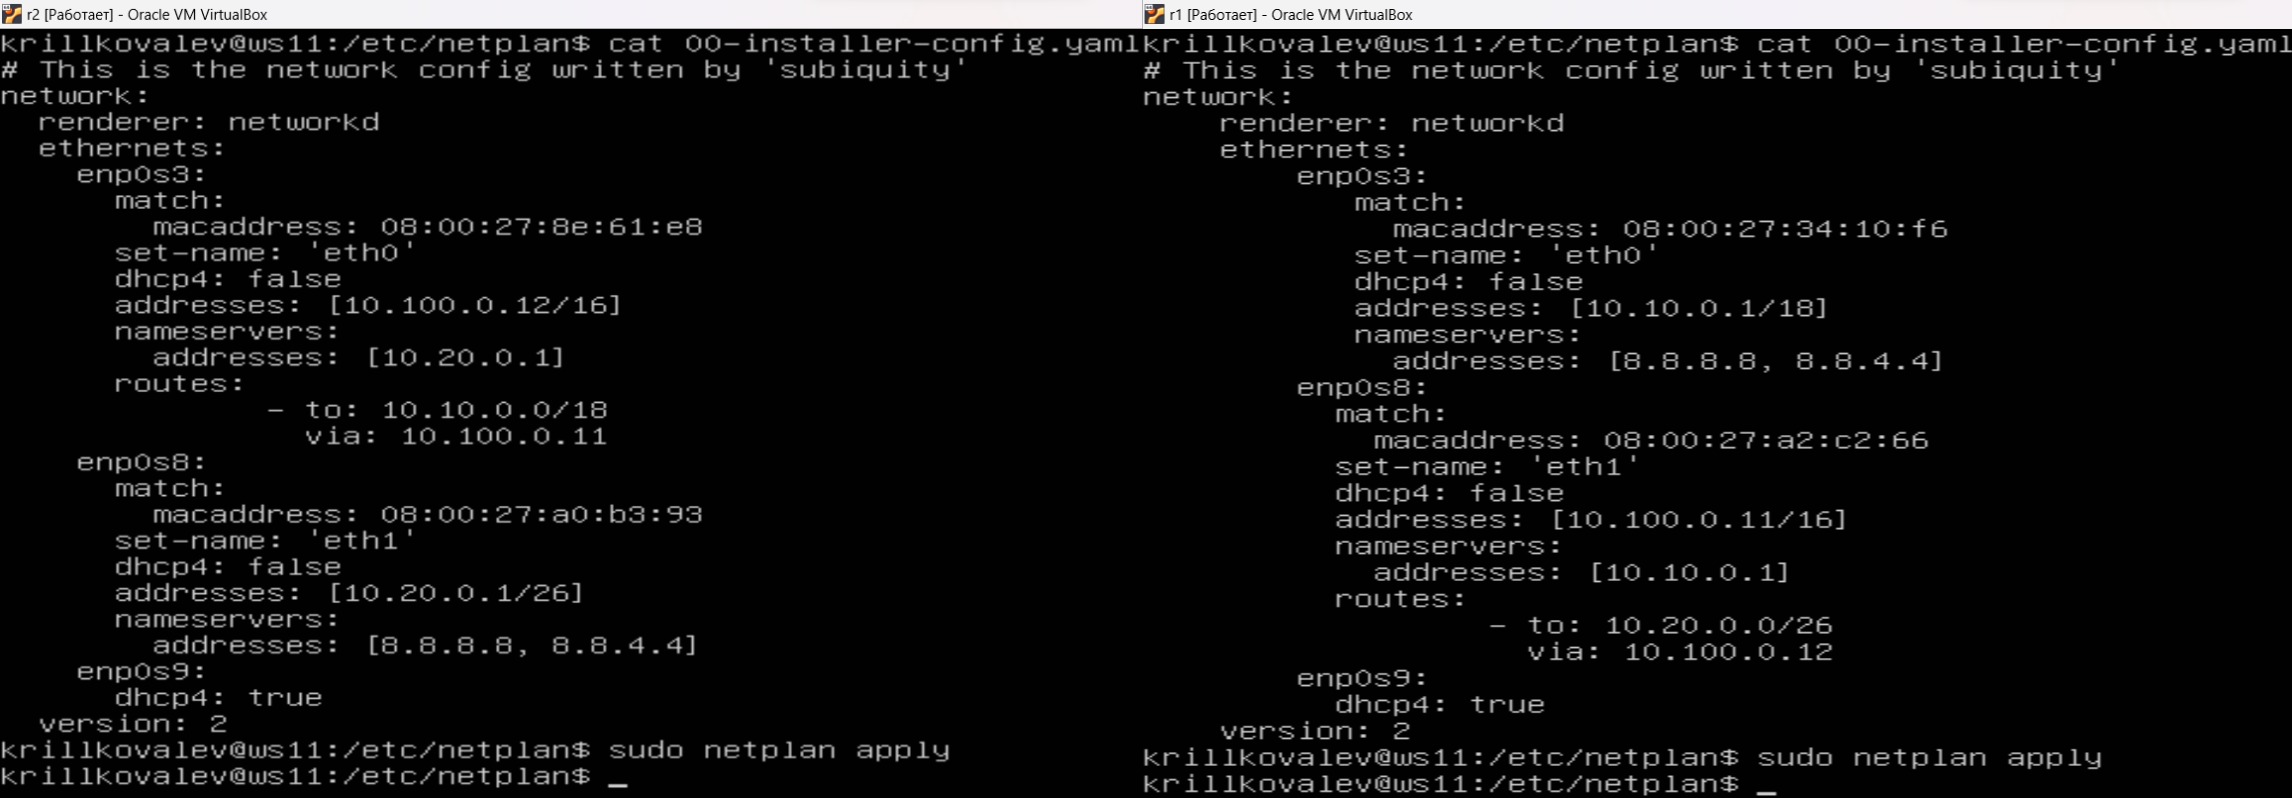 r2 [Работает] - Oracle VM VirtualBox
krillkovalev@ws11:/etc/netplan$ cat 00-installer-config.yaml
# This is the network config written by 'subiquity'
network:
  renderer: networkd
  ethernets:
    enp0s3:
      match:
        macaddress: 08:00:27:8e:61:e8
      set-name: 'eth0'
      dhcp4: false
      addresses: [10.100.0.12/16]
      nameservers:
        addresses: [10.20.0.1]
      routes:
              - to: 10.10.0.0/18
                via: 10.100.0.11
    enp0s8:
      match:
        macaddress: 08:00:27:a0:b3:93
      set-name: 'eth1'
      dhcp4: false
      addresses: [10.20.0.1/26]
      nameservers:
        addresses: [8.8.8.8, 8.8.4.4]
    enp0s9:
      dhcp4: true
  version: 2
krillkovalev@ws11:/etc/netplan$ sudo netplan apply
krillkovalev@ws11:/etc/netplan$ _
r1 [Работает] - Oracle VM VirtualBox
krillkovalev@ws11:/etc/netplan$ cat 00-installer-config.yaml
# This is the network config written by 'subiquity'
network:
    renderer: networkd
    ethernets:
        enp0s3:
           match:
             macaddress: 08:00:27:34:10:f6
           set-name: 'eth0'
           dhcp4: false
           addresses: [10.10.0.1/18]
           nameservers:
             addresses: [8.8.8.8, 8.8.4.4]
        enp0s8:
          match:
            macaddress: 08:00:27:a2:c2:66
          set-name: 'eth1'
          dhcp4: false
          addresses: [10.100.0.11/16]
          nameservers:
            addresses: [10.10.0.1]
          routes:
                  - to: 10.20.0.0/26
                    via: 10.100.0.12
        enp0s9:
          dhcp4: true
    version: 2
krillkovalev@ws11:/etc/netplan$ sudo netplan apply
krillkovalev@ws11:/etc/netplan$ _